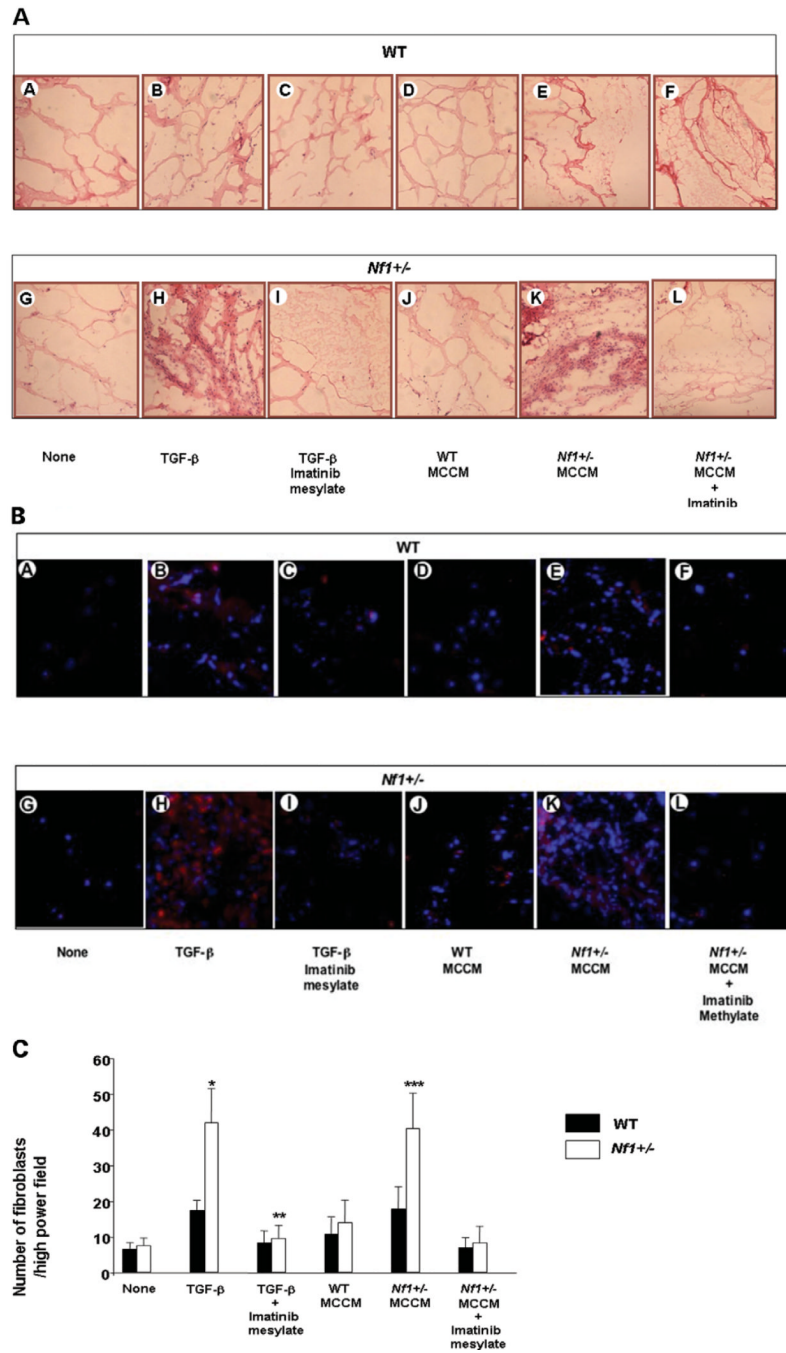 A
WT
A B C D E F
Nf1+/-
G H I J K L
None TGF-β TGF-β WT Nf1+/- Nf1+/-
Imatinib MCCM MCCM MCCM
mesylate +
Imatinib
B
WT
A B C D E F
Nf1+/-
G H I J K L
None TGF-β TGF-β WT Nf1+/- Nf1+/-
Imatinib MCCM MCCM MCCM
mesylate +
Imatinib
Methylate
C
Number of fibroblasts
/high power field
60
50
40
30
20
10
0
* ** ***
WT
Nf1+/-
None TGF-β TGF-β WT Nf1+/- Nf1+/-
+ MCCM MCCM MCCM
Imatinib +
mesylate Imatinib
mesylate